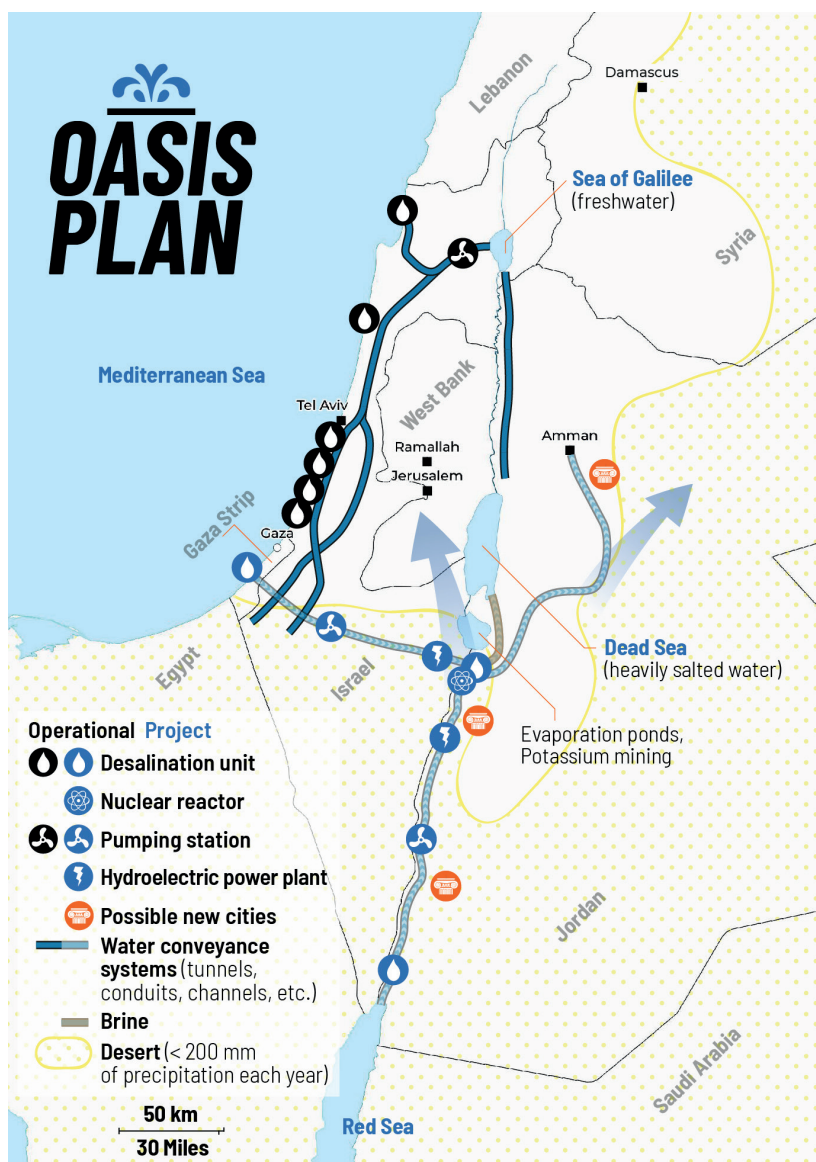 OASIS
PLAN
Lebanon
Damascus
Sea of Galilee
(freshwater)
Syria
Mediterranean Sea
West Bank
Tel Aviv
Ramallah
Jerusalem
Amman
Gaza Strip
Gaza
Egypt
Israel
Dead Sea
(heavily salted water)
Evaporation ponds,
Potassium mining
Operational Project
Desalination unit
Nuclear reactor
Pumping station
Hydroelectric power plant
Possible new cities
Water conveyance
systems (tunnels,
conduits, channels, etc.)
Brine
Desert (< 200 mm
of precipitation each year)
50 km
30 Miles
Jordan
Saudi Arabia
Red Sea